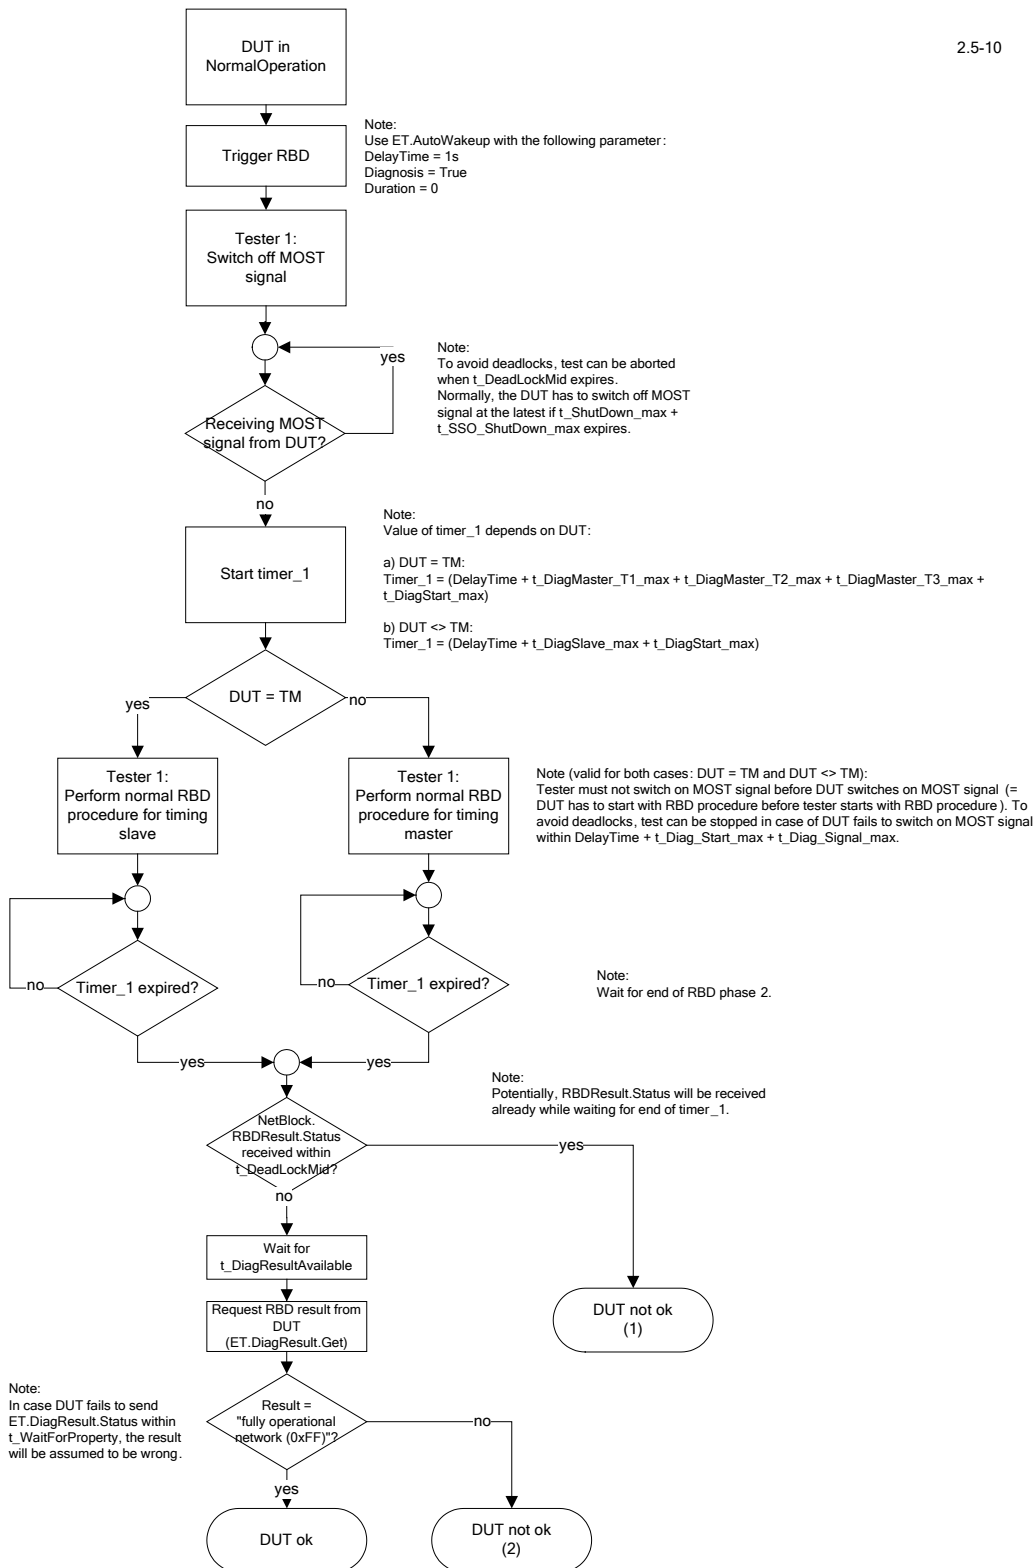 2.5-10
DUT in
NormalOperation
Trigger RBD
Note:
Use ET.AutoWakeup with the following parameter:
DelayTime = 1s
Diagnosis = True
Duration = 0
Tester 1:
Switch off MOST
signal
yes
Note:
To avoid deadlocks, test can be aborted
when t_DeadLockMid expires.
Normally, the DUT has to switch off MOST
signal at the latest if t_ShutDown_max +
t_SSO_ShutDown_max expires.
Receiving MOST
signal from DUT?
no
Start timer_1
Note:
Value of timer_1 depends on DUT:
a) DUT = TM:
Timer_1 = (DelayTime + t_DiagMaster_T1_max + t_DiagMaster_T2_max + t_DiagMaster_T3_max +
t_DiagStart_max)
b) DUT <> TM:
Timer_1 = (DelayTime + t_DiagSlave_max + t_DiagStart_max)
DUT = TM
yes
no
Tester 1:
Perform normal RBD
procedure for timing
slave
Tester 1:
Perform normal RBD
procedure for timing
master
Note (valid for both cases: DUT = TM and DUT <> TM):
Tester must not switch on MOST signal before DUT switches on MOST signal (=
DUT has to start with RBD procedure before tester starts with RBD procedure). To
avoid deadlocks, test can be stopped in case of DUT fails to switch on MOST signal
within DelayTime + t_Diag_Start_max + t_Diag_Signal_max.
no
Timer_1 expired?
no
Timer_1 expired?
Note:
Wait for end of RBD phase 2.
yes
yes
Note:
Potentially, RBDResult.Status will be received
already while waiting for end of timer_1.
NetBlock.
RBDResult.Status
received within
t_DeadLockMid?
yes
no
Wait for
t_DiagResultAvailable
Request RBD result from
DUT
(ET.DiagResult.Get)
DUT not ok
(1)
Note:
In case DUT fails to send
ET.DiagResult.Status within
t_WaitForProperty, the result
will be assumed to be wrong.
Result =
"fully operational
network (0xFF)"?
no
yes
DUT ok
DUT not ok
(2)